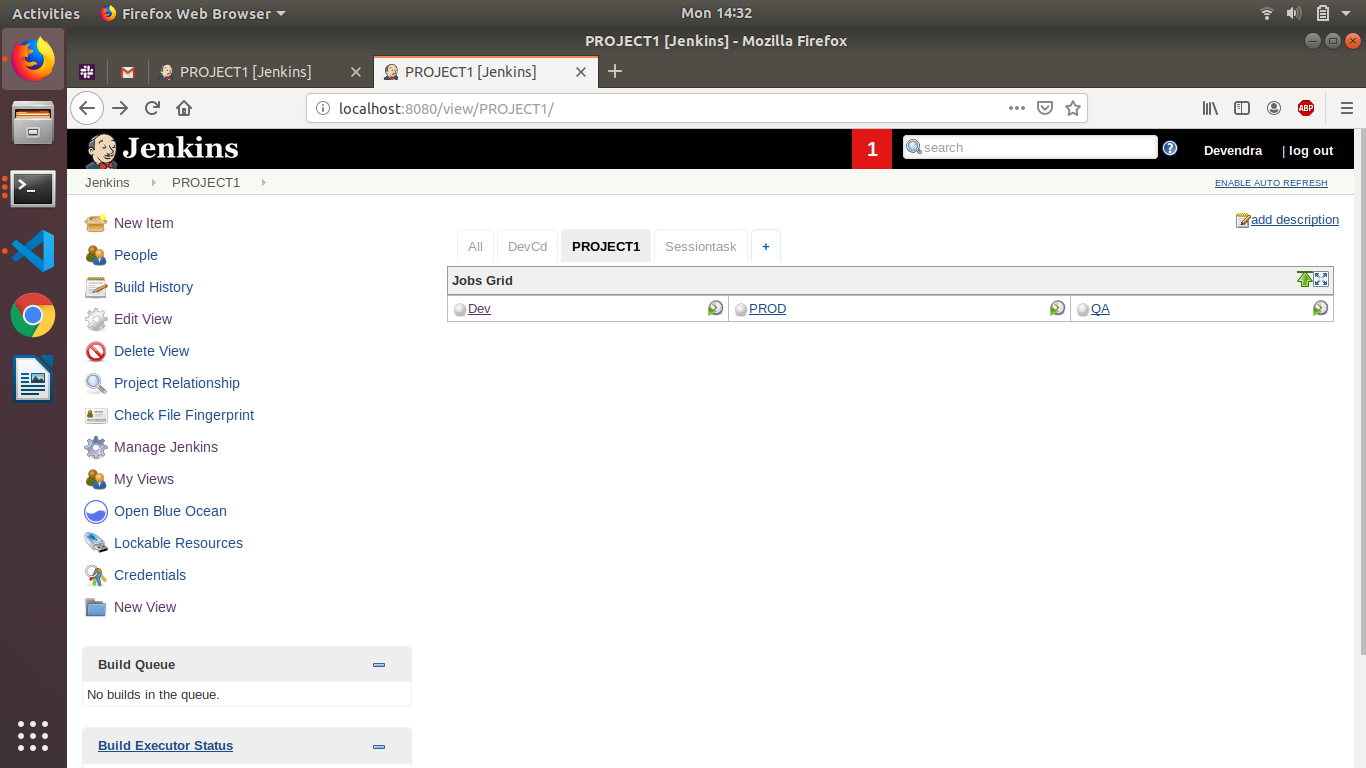 Activities Firefox Web Browser Mon 14:32
PROJECT1 [Jenkins] - Mozilla Firefox
PROJECT1 [Jenkins] PROJECT1 [Jenkins]
localhost:8080/view/PROJECT1/ ABP
Jenkins 1 search Devendra | log out
Jenkins PROJECT1 ENABLE AUTO REFRESH
add description
New Item
People
Build History
Edit View
Delete View
Project Relationship
Check File Fingerprint
Manage Jenkins
My Views
Open Blue Ocean
Lockable Resources
Credentials
New View
All DevCd PROJECT1 Sessiontask +
Jobs Grid
Dev PROD QA
Build Queue
No builds in the queue.
Build Executor Status